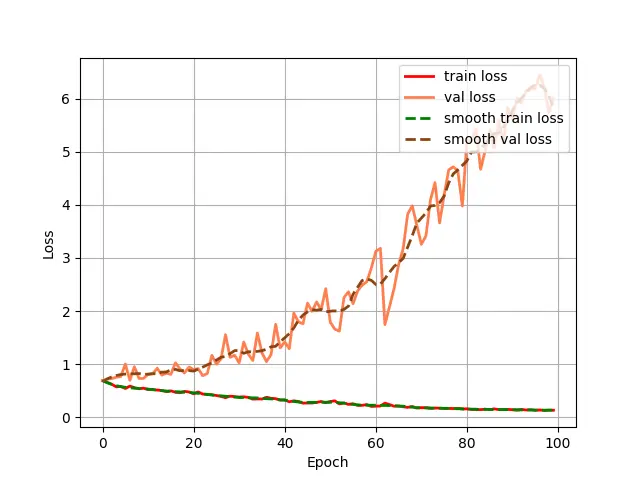 train loss
val loss
smooth train loss
smooth val loss
6
5
4
3
2
1
0
Loss
0 20 40 60 80 100
Epoch